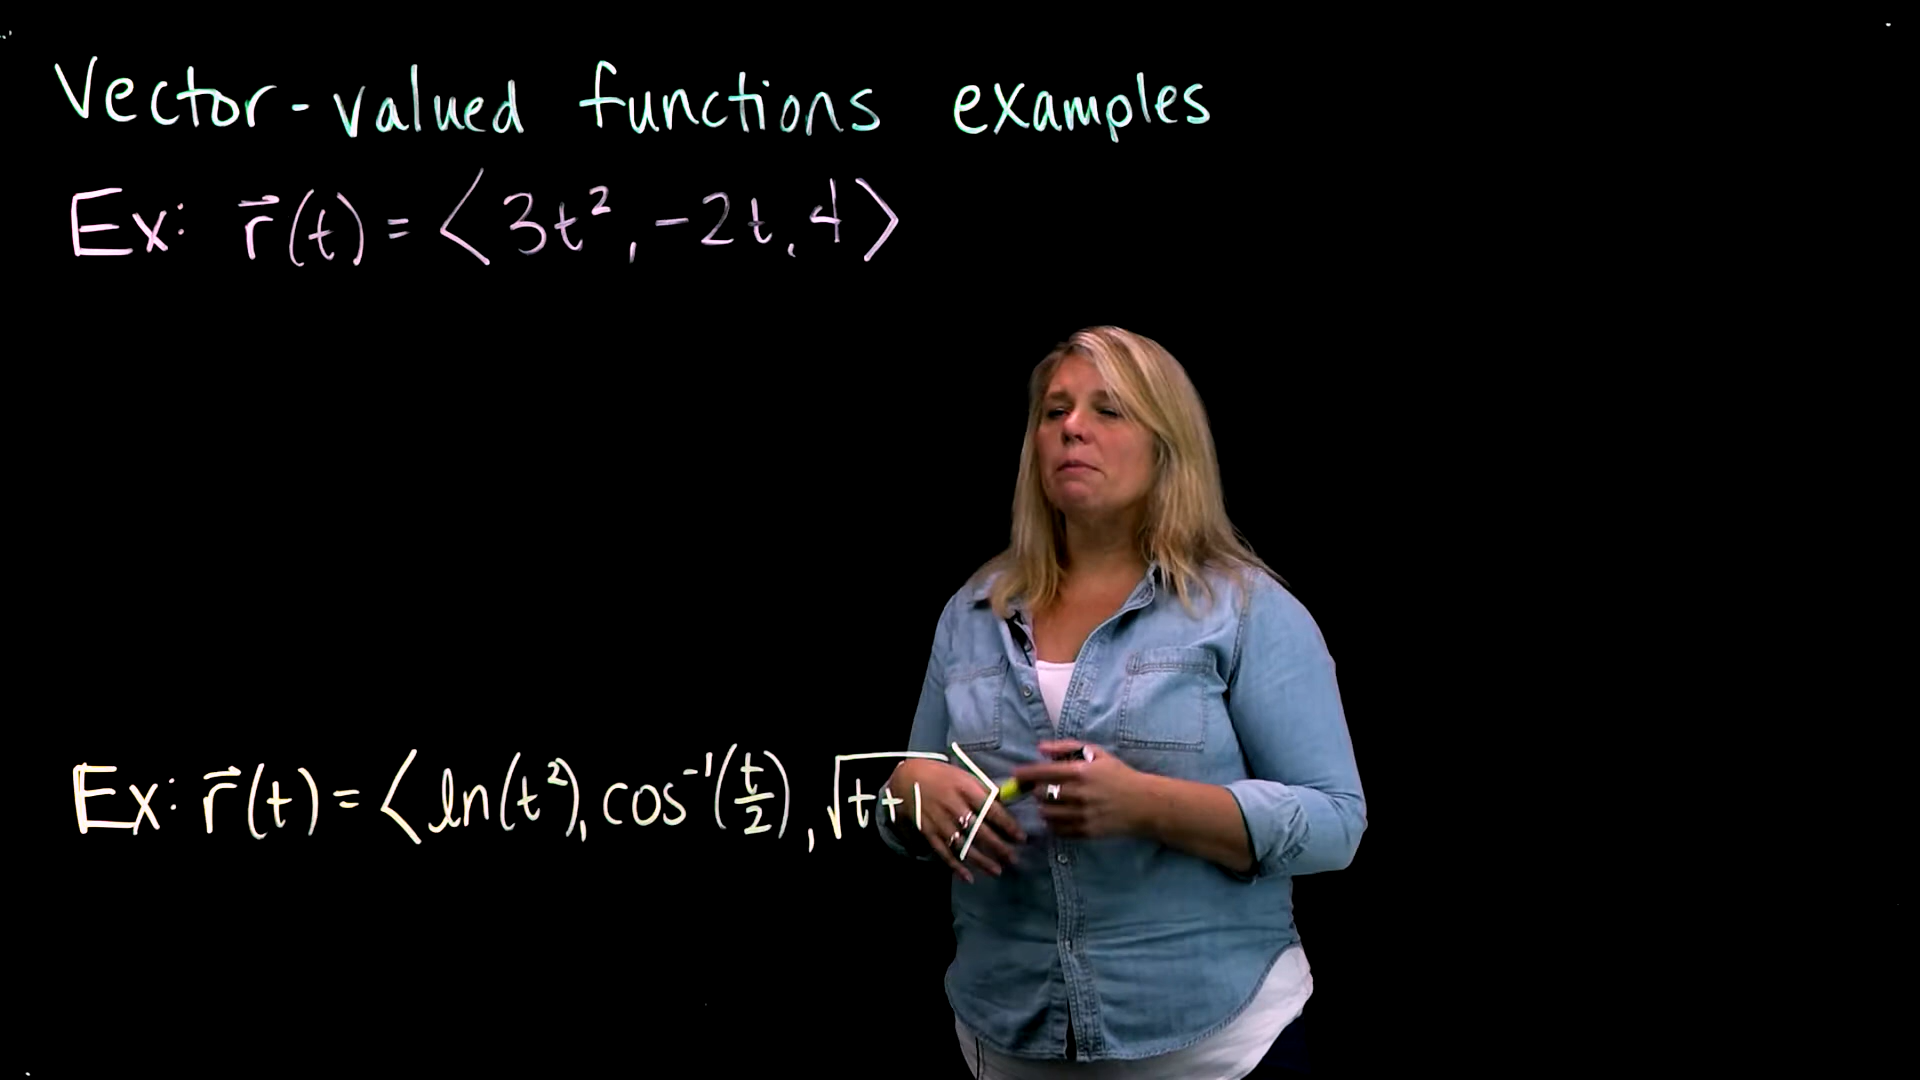 Vector-valued functions examples
Ex: r⃗(t) = ⟨3t², -2t, 4⟩
Ex: r⃗(t) = ⟨ln(t²), cos⁻¹(t/2), √(t+1)⟩